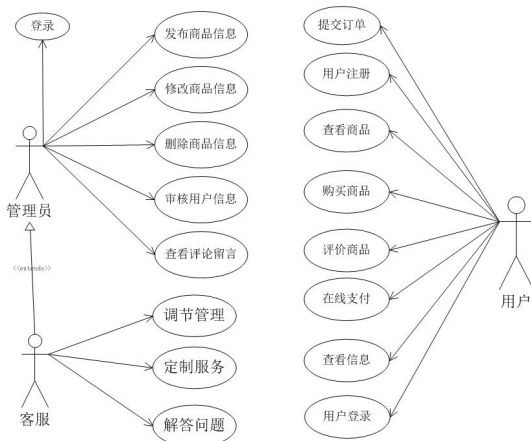 登录
发布商品信息
修改商品信息
删除商品信息
审核用户信息
查看评论留言
管理员
<<extends>>
调节管理
定制服务
解答问题
客服
提交订单
用户注册
查看商品
购买商品
评价商品
在线支付
查看信息
用户登录
用户